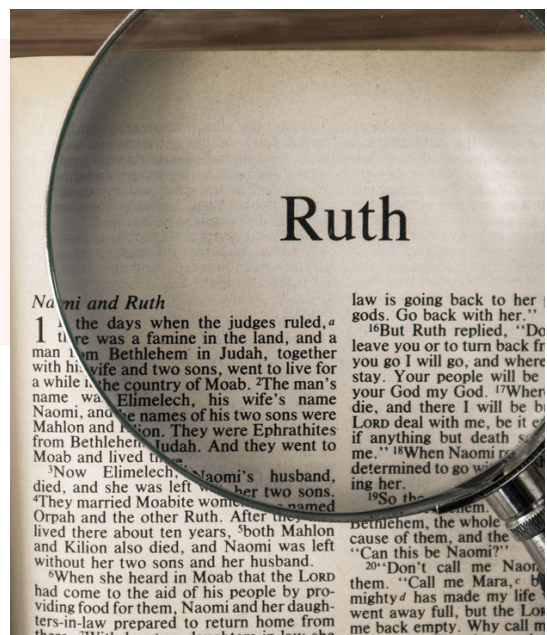 Ruth
Naomi and Ruth
1 In the days when the judges ruled,a
there was a famine in the land, and a
man from Bethlehem in Judah, together
with his wife and two sons, went to live for
a while in the country of Moab. 2The man's
name was Elimelech, his wife's name
Naomi, and the names of his two sons were
Mahlon and Kilion. They were Ephrathites
from Bethlehem, Judah. And they went to
Moab and lived there.
3Now Elimelech, Naomi's husband,
died, and she was left with her two sons.
4They married Moabite women, named
Orpah and the other Ruth. After they
lived there about ten years, 5both Mahlon
and Kilion also died, and Naomi was left
without her two sons and her husband.
6When she heard in Moab that the LORD
had come to the aid of his people by pro-
viding food for them, Naomi and her daugh-
ters-in-law prepared to return home from
law is going back to her
gods. Go back with her."
16But Ruth replied, "Do
leave you or to turn back
you go I will go, and where
stay. Your people will be
your God my God. 17Where
die, and there I will be
LORD deal with me, be it
if anything but death
me." 18When Naomi
determined to go
ing her.
19So
Bethlehem, the whole
cause of them, and the
"Can this be Naomi?"
20"Don't call me
them. "Call me Mara,c
mightyd has made my life
went away full, but the
me back empty. Why call